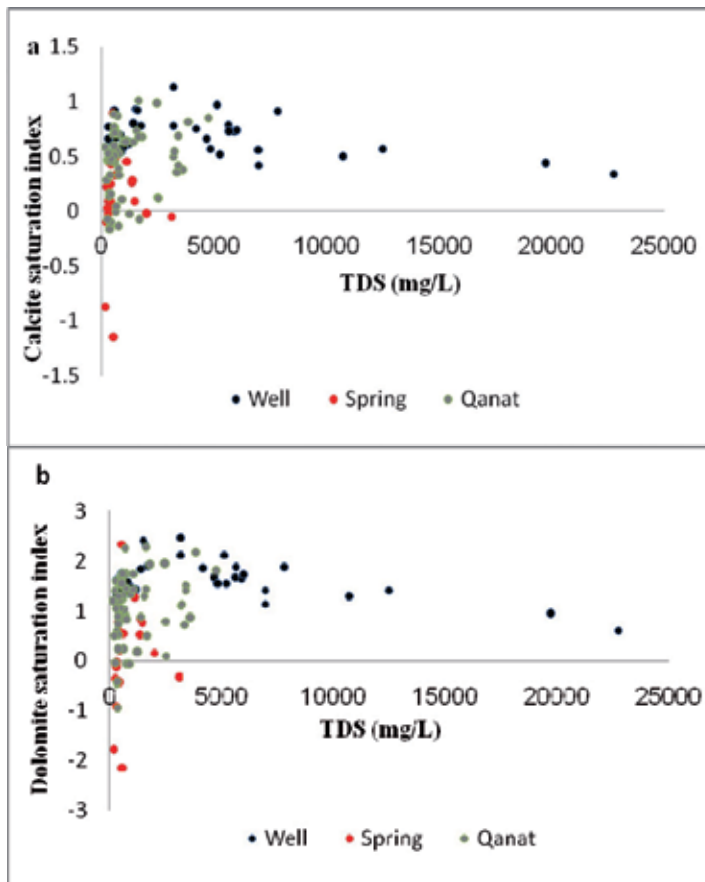 a
Calcite saturation index
1.5
1
0.5
0
-0.5
-1
-1.5
0 5000 10000 15000 20000 25000
TDS (mg/L)
Well Spring Qanat
b
Dolomite saturation index
3
2
1
0
-1
-2
-3
0 5000 10000 15000 20000 25000
TDS (mg/L)
Well Spring Qanat